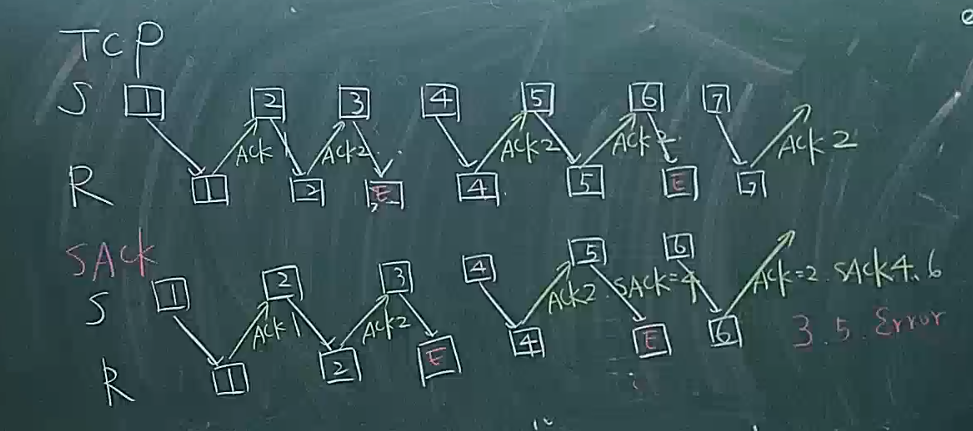 TCP
S 1 2 3 4 5 6 7
ACK 1 ACK2 ACK2 ACK2 ACK2
R 1 2 E 4 5 E 7
SACK
S 1 2 3 4 5 6
ACK1 ACK2 ACK2 SACK=4 ACK=2 SACK4,6
R 1 2 E 4 E 6
3.5. Error